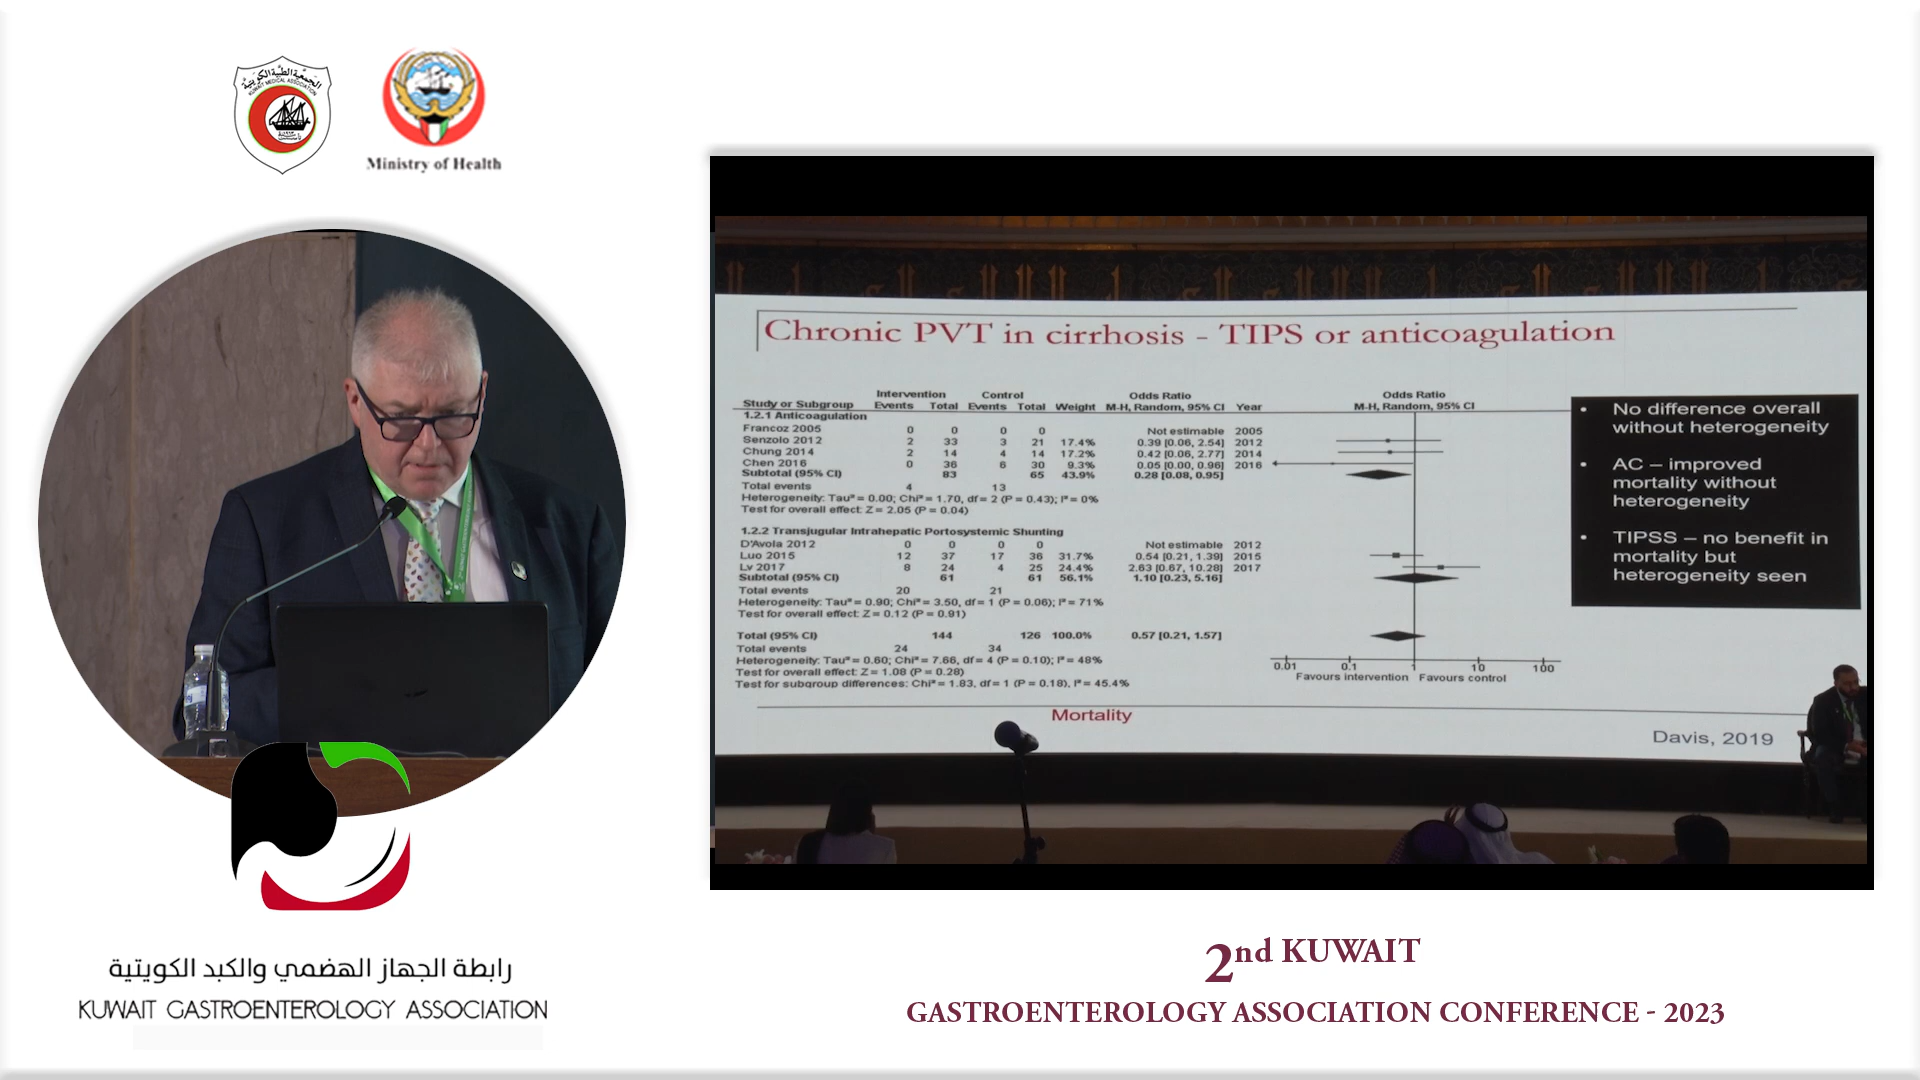 الجمعية الطبية الكويتية
KUWAIT MEDICAL ASSOCIATION
Ministry of Health
Chronic PVT in cirrhosis - TIPS or anticoagulation
Intervention Control Odds Ratio Odds Ratio
Study or Subgroup Events Total Events Total Weight M-H, Random, 95% CI Year M-H, Random, 95% CI
1.2.1 Anticoagulation
Francoz 2005 0 0 0 0 Not estimable 2005
Senzolo 2012 2 33 3 21 17.4% 0.39 [0.06, 2.54] 2012
Chung 2014 2 14 4 14 17.2% 0.42 [0.06, 2.77] 2014
Chen 2016 0 36 6 30 9.3% 0.05 [0.00, 0.96] 2016
Subtotal (95% CI) 83 65 43.9% 0.28 [0.08, 0.95]
Total events 4 13
Heterogeneity: Tau² = 0.00; Chi² = 1.70, df = 2 (P = 0.43); I² = 0%
Test for overall effect: Z = 2.05 (P = 0.04)
1.2.2 Transjugular Intrahepatic Portosystemic Shunting
D'Avola 2012 0 0 0 0 Not estimable 2012
Luo 2015 12 37 17 36 31.7% 0.54 [0.21, 1.39] 2015
Lv 2017 8 24 4 25 24.4% 2.63 [0.67, 10.28] 2017
Subtotal (95% CI) 61 61 56.1% 1.10 [0.23, 5.16]
Total events 20 21
Heterogeneity: Tau² = 0.90; Chi² = 3.50, df = 1 (P = 0.06); I² = 71%
Test for overall effect: Z = 0.12 (P = 0.91)
Total (95% CI) 144 126 100.0% 0.57 [0.21, 1.57]
Total events 24 34
Heterogeneity: Tau² = 0.60; Chi² = 7.66, df = 4 (P = 0.10); I² = 48%
Test for overall effect: Z = 1.08 (P = 0.28)
Test for subgroup differences: Chi² = 1.83, df = 1 (P = 0.18), I² = 45.4%
0.01 0.1 1 10 100
Favours intervention Favours control
• No difference overall
without heterogeneity
• AC – improved
mortality without
heterogeneity
• TIPSS – no benefit in
mortality but
heterogeneity seen
Mortality
Davis, 2019
رابطة الجهاز الهضمي والكبد الكويتية
KUWAIT GASTROENTEROLOGY ASSOCIATION
2nd KUWAIT
GASTROENTEROLOGY ASSOCIATION CONFERENCE - 2023